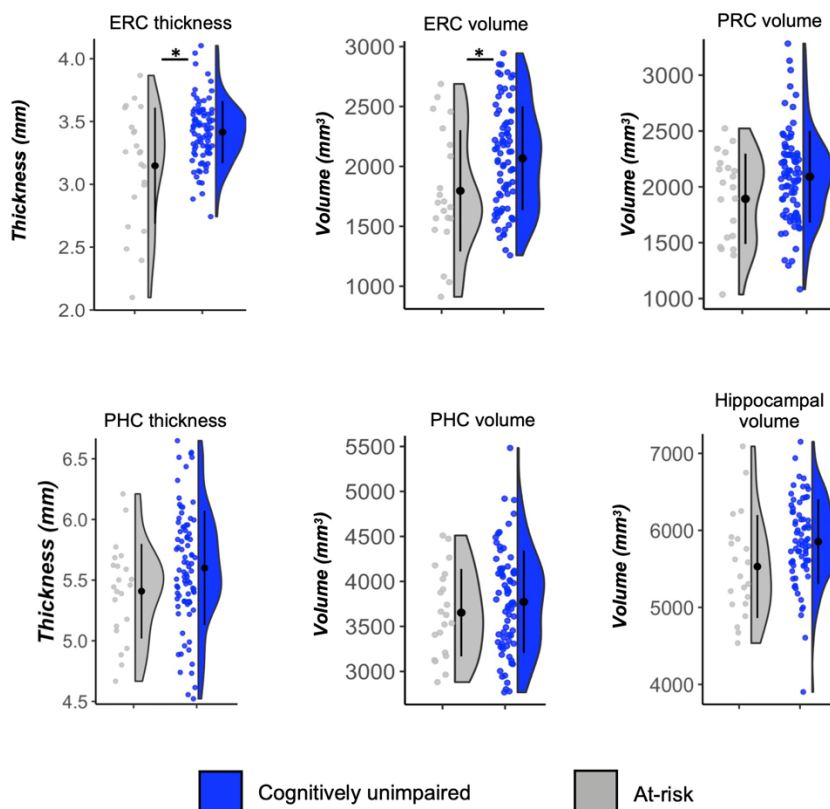 ERC thickness
ERC volume
PRC volume
Thickness (mm)
4.0
3.5
3.0
2.5
2.0
*
Volume (mm³)
3000
2500
2000
1500
1000
*
Volume (mm³)
3000
2500
2000
1500
1000
PHC thickness
PHC volume
Hippocampal
volume
Thickness (mm)
6.5
6.0
5.5
5.0
4.5
Volume (mm³)
5500
5000
4500
4000
3500
3000
Volume (mm³)
7000
6000
5000
4000
Cognitively unimpaired
At-risk